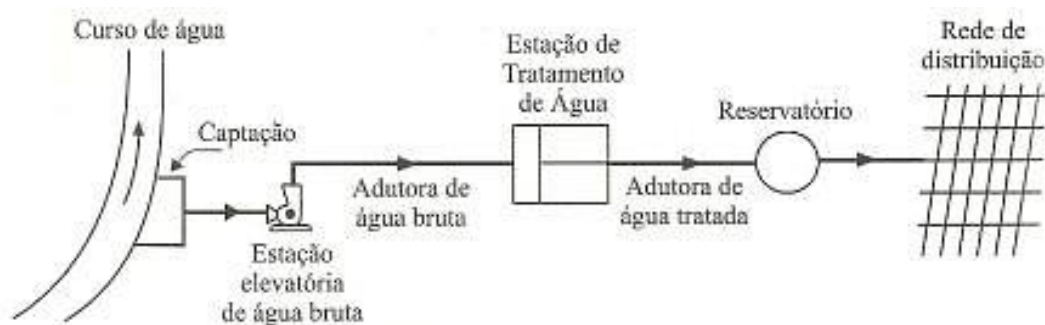 Curso de água
Captação
Estação
elevatória
de água bruta
Adutora de
água bruta
Estação de
Tratamento
de Água
Adutora de
água tratada
Reservatório
Rede de
distribuição